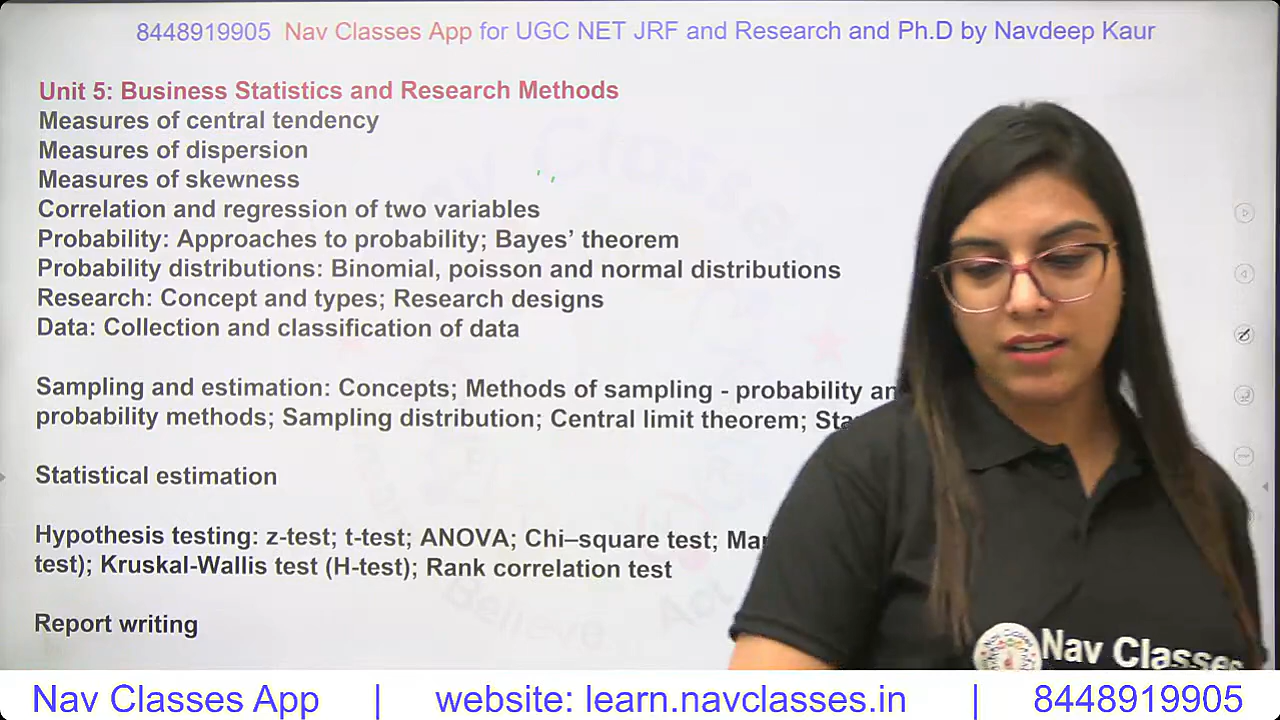 8448919905 Nav Classes App for UGC NET JRF and Research and Ph.D by Navdeep Kaur
Unit 5: Business Statistics and Research Methods
Measures of central tendency
Measures of dispersion
Measures of skewness
Correlation and regression of two variables
Probability: Approaches to probability; Bayes’ theorem
Probability distributions: Binomial, poisson and normal distributions
Research: Concept and types; Research designs
Data: Collection and classification of data
Sampling and estimation: Concepts; Methods of sampling - probability
probability methods; Sampling distribution; Central limit theorem;
Statistical estimation
Hypothesis testing: z-test; t-test; ANOVA; Chi–square test;
test); Kruskal-Wallis test (H-test); Rank correlation test
Report writing
Believe
Nav Classes
Nav Classes App | website: learn.navclasses.in | 8448919905